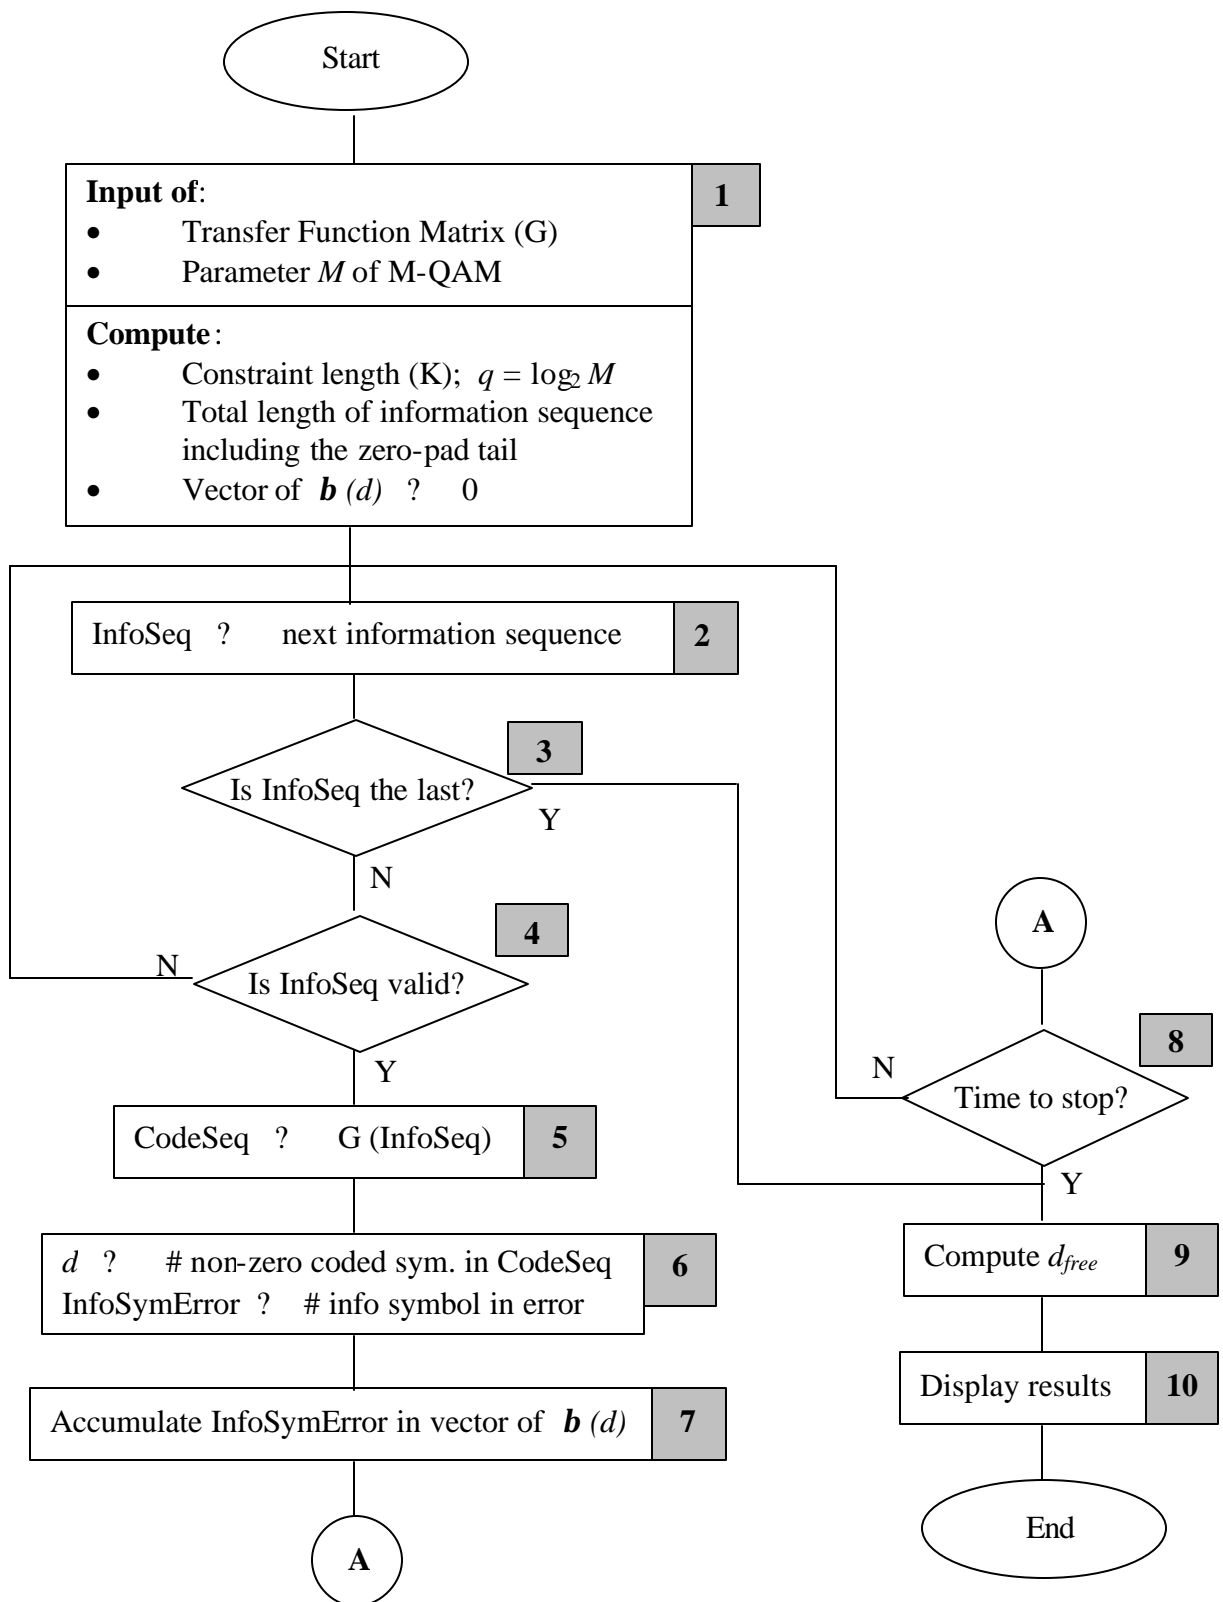 Start
1
Input of:
• Transfer Function Matrix (G)
• Parameter M of M-QAM
Compute:
• Constraint length (K); q = log2 M
• Total length of information sequence
including the zero-pad tail
• Vector of b (d) ? 0
InfoSeq ? next information sequence 2
3
Is InfoSeq the last?
Y
N
4
Is InfoSeq valid?
N
Y
CodeSeq ? G (InfoSeq) 5
d ? # non-zero coded sym. in CodeSeq
InfoSymError ? # info symbol in error
6
Accumulate InfoSymError in vector of b (d) 7
A
A
8
N
Time to stop?
Y
Compute dfree 9
Display results 10
End